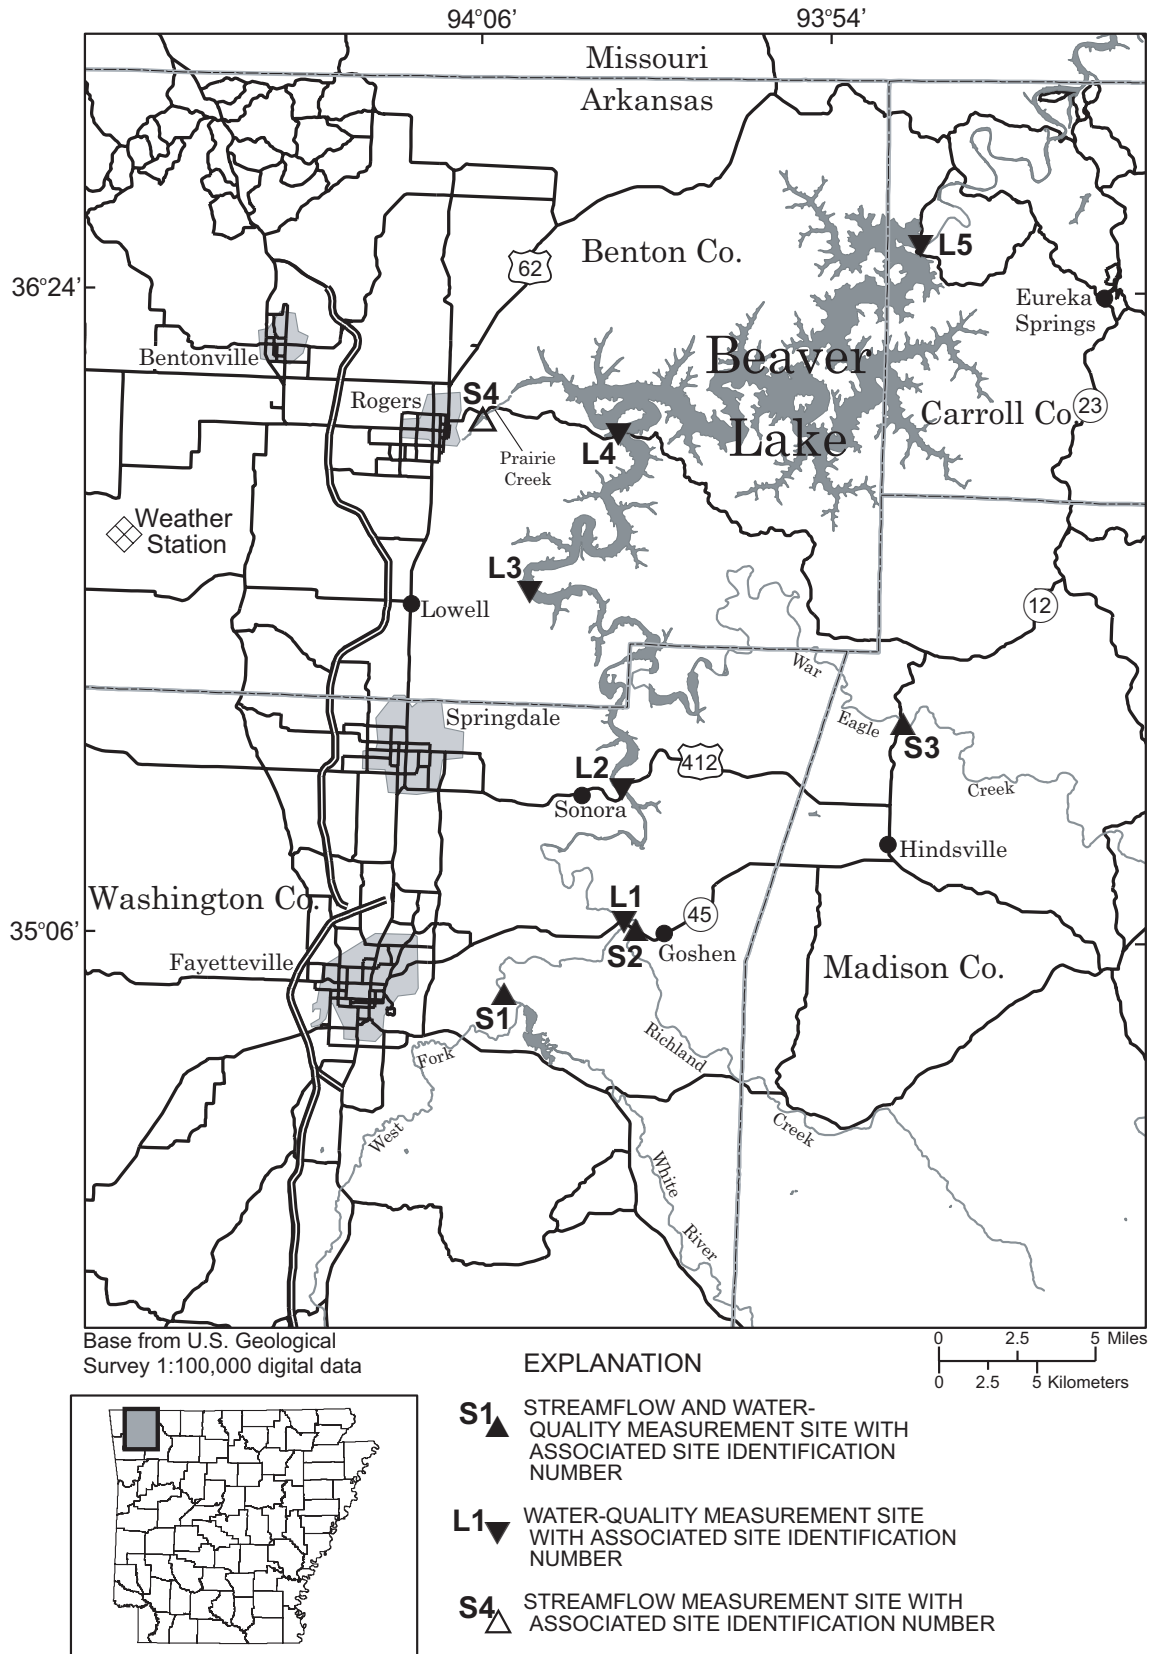 94°06’ 93°54’
Missouri
Arkansas
Benton Co.
L5
62
36°24’
Eureka
Springs
Bentonville
Beaver
Lake
Rogers
S4
Carroll Co.
23
L4
Prairie
Creek
Weather
Station
L3
Lowell
12
War
Eagle
Creek
Springdale
S3
412
L2
Sonora
Hindsville
Washington Co.
L1
45
35°06’
S2
Goshen
Fayetteville
Madison Co.
S1
Richland
Creek
West
Fork
White
River
Base from U.S. Geological
Survey 1:100,000 digital data
0 2.5 5 Miles
0 2.5 5 Kilometers
EXPLANATION
S1 STREAMFLOW AND WATER-
QUALITY MEASUREMENT SITE WITH
ASSOCIATED SITE IDENTIFICATION
NUMBER
L1 WATER-QUALITY MEASUREMENT SITE
WITH ASSOCIATED SITE IDENTIFICATION
NUMBER
S4 STREAMFLOW MEASUREMENT SITE WITH
ASSOCIATED SITE IDENTIFICATION NUMBER